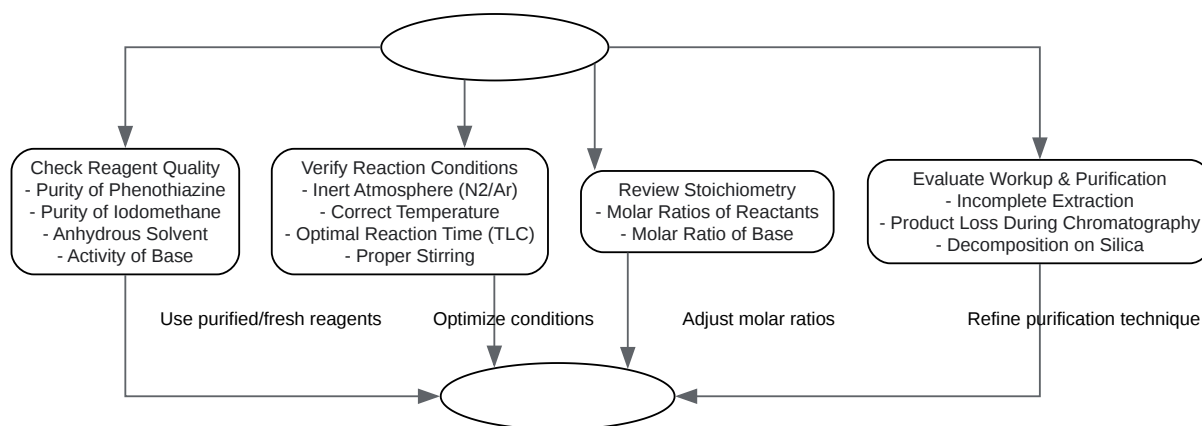 Check Reagent Quality
- Purity of Phenothiazine
- Purity of Iodomethane
- Anhydrous Solvent
- Activity of Base
Verify Reaction Conditions
- Inert Atmosphere (N2/Ar)
- Correct Temperature
- Optimal Reaction Time (TLC)
- Proper Stirring
Review Stoichiometry
- Molar Ratios of Reactants
- Molar Ratio of Base
Evaluate Workup & Purification
- Incomplete Extraction
- Product Loss During Chromatography
- Decomposition on Silica
Use purified/fresh reagents
Optimize conditions
Adjust molar ratios
Refine purification technique